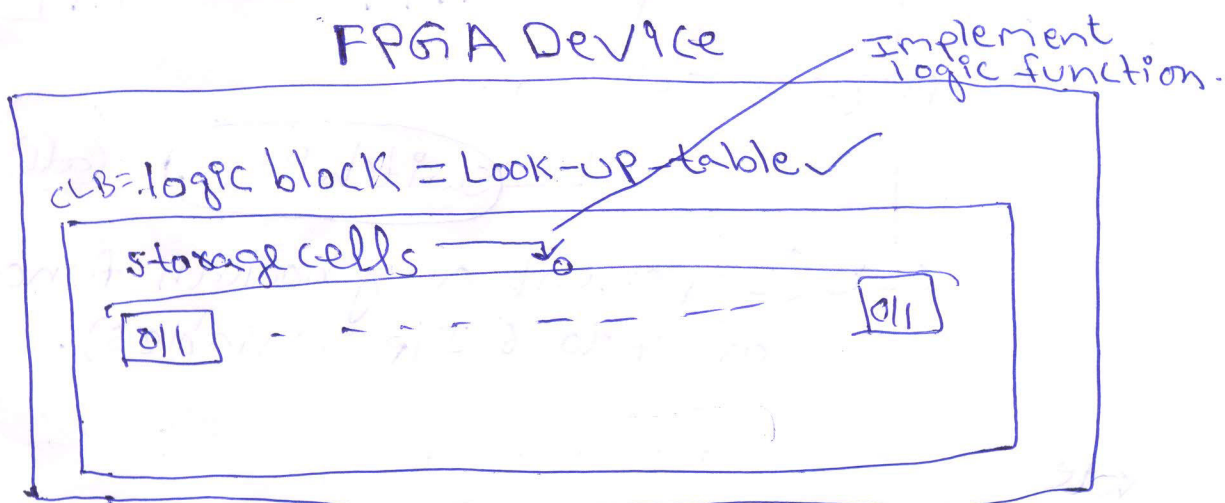 FPGA Device
Implement
logic function.
CLB=logic block = Look-up-table
storage cells
0/1
0/1